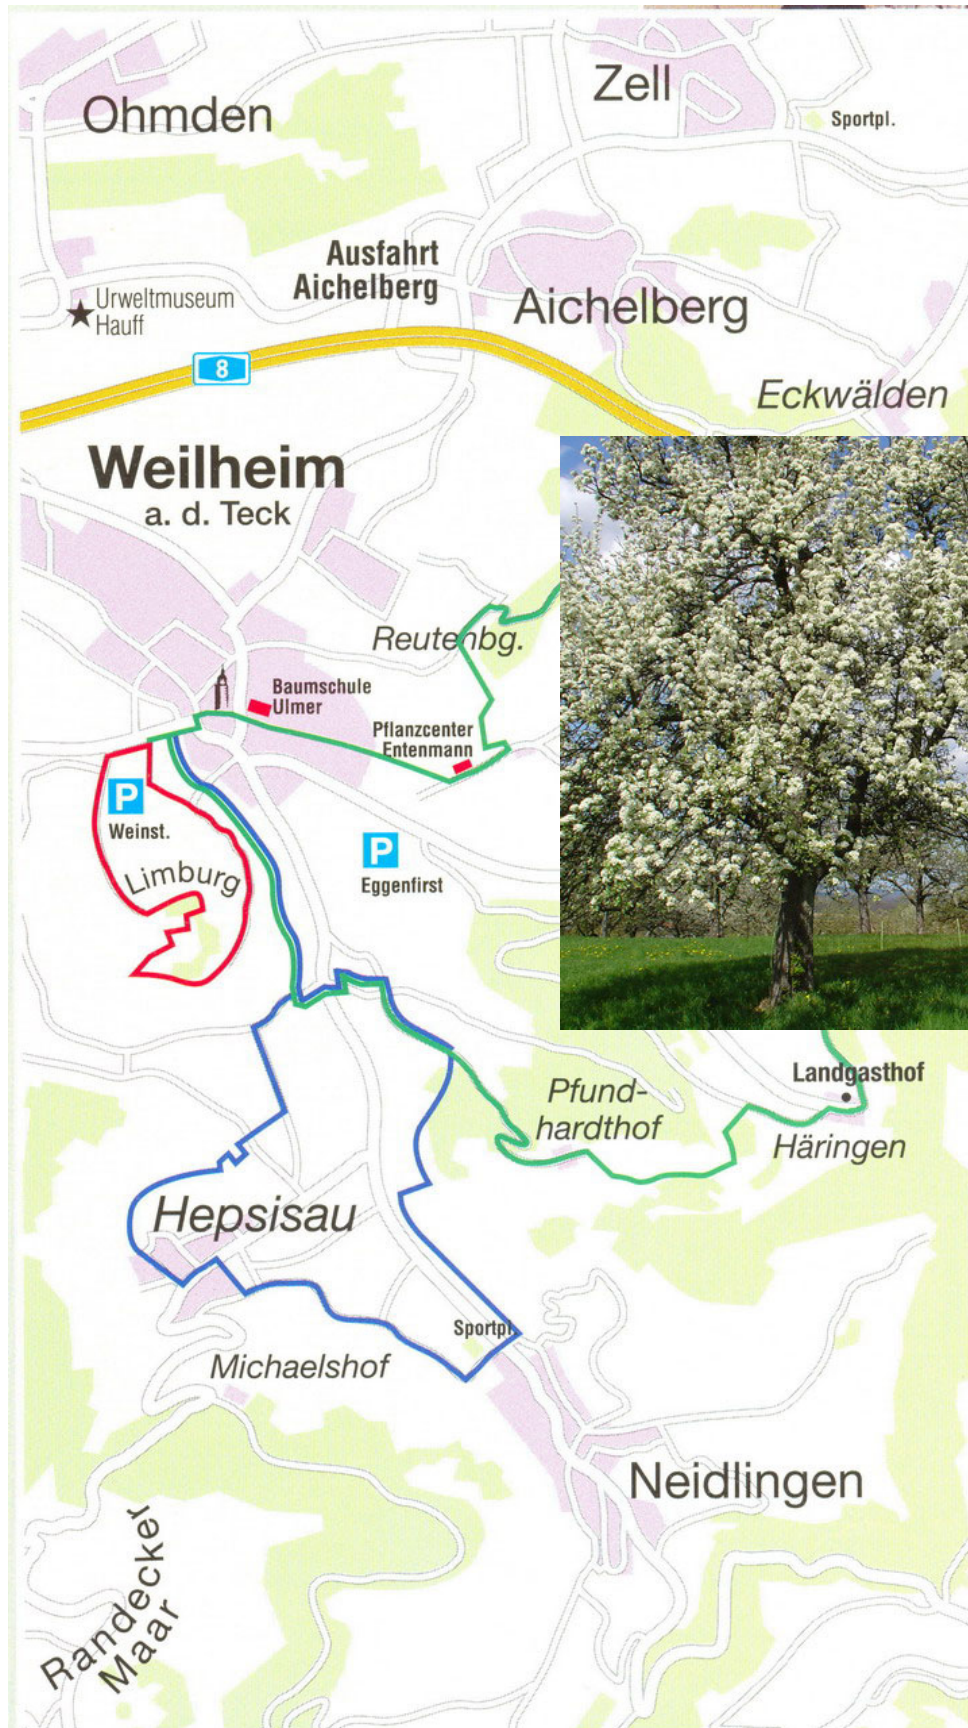 Ohmden
Zell
Sportpl.
Ausfahrt
Aichelberg
Urweltmuseum
Hauff
Aichelberg
8
Eckwälden
Weilheim
a. d. Teck
Reutenbg.
Baumschule
Ulmer
Pflanzcenter
Entenmann
P
Weinst.
P
Eggenfirst
Limburg
Landgasthof
Pfund-
hardthof
Häringen
Hepsisau
Sportpl.
Michaelshof
Neidlingen
Randecker
Maar